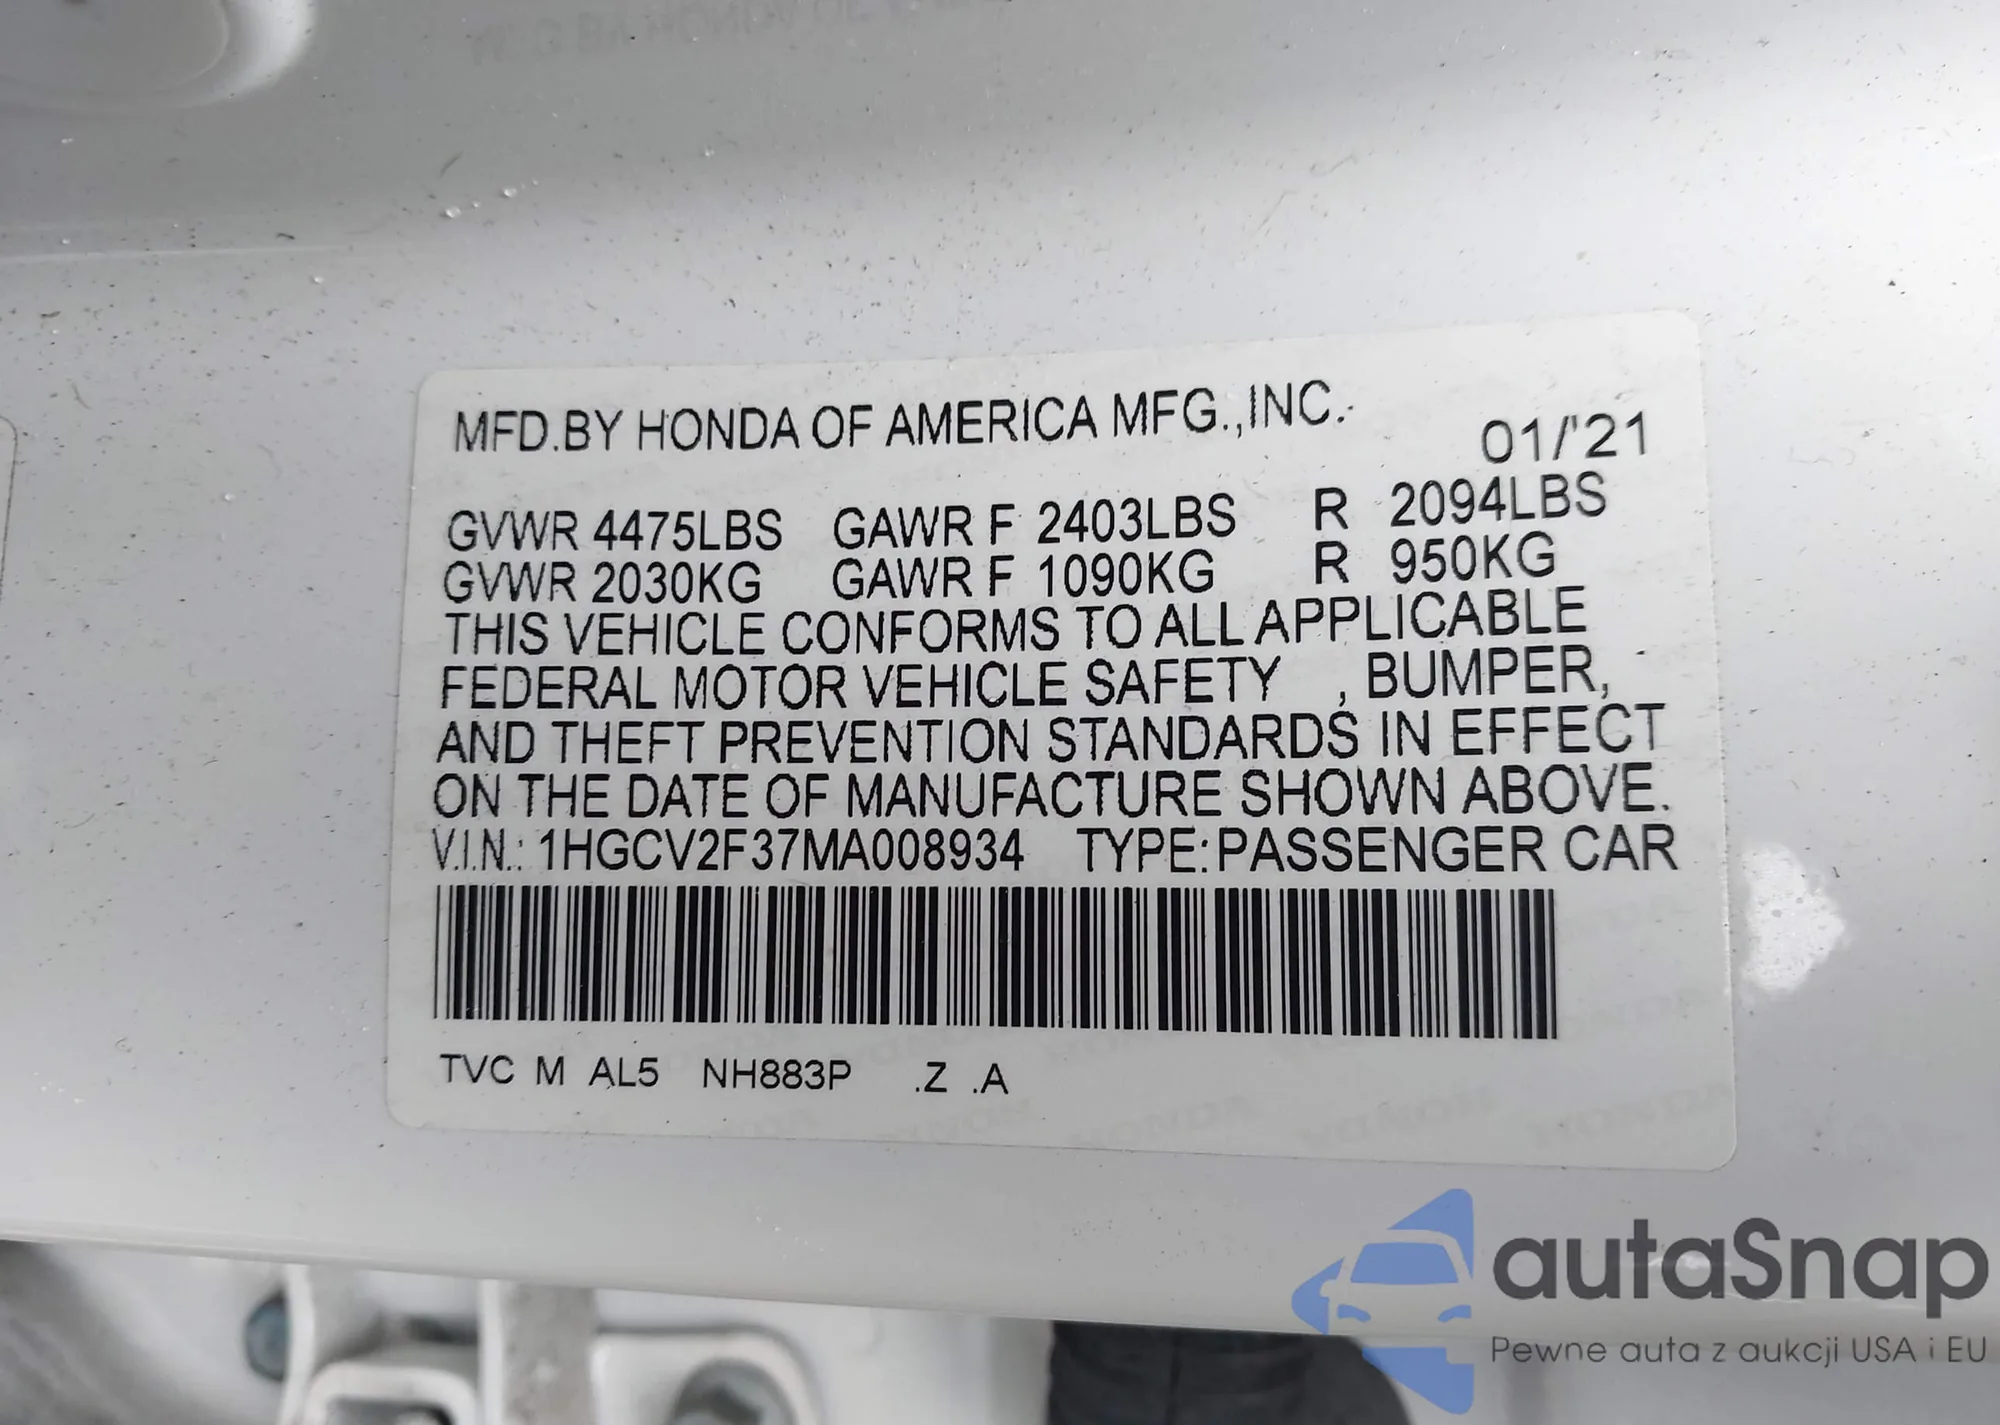 MFD.BY HONDA OF AMERICA MFG.,INC. 01/'21
GVWR 4475LBS GAWR F 2403LBS R 2094LBS
GVWR 2030KG GAWR F 1090KG R 950KG
THIS VEHICLE CONFORMS TO ALL APPLICABLE
FEDERAL MOTOR VEHICLE SAFETY , BUMPER,
AND THEFT PREVENTION STANDARDS IN EFFECT
ON THE DATE OF MANUFACTURE SHOWN ABOVE.
V.I.N.: 1HGCV2F37MA008934 TYPE:PASSENGER CAR
TVC M AL5 NH883P .Z .A
autaSnap
Pewne auta z aukcji USA i EU